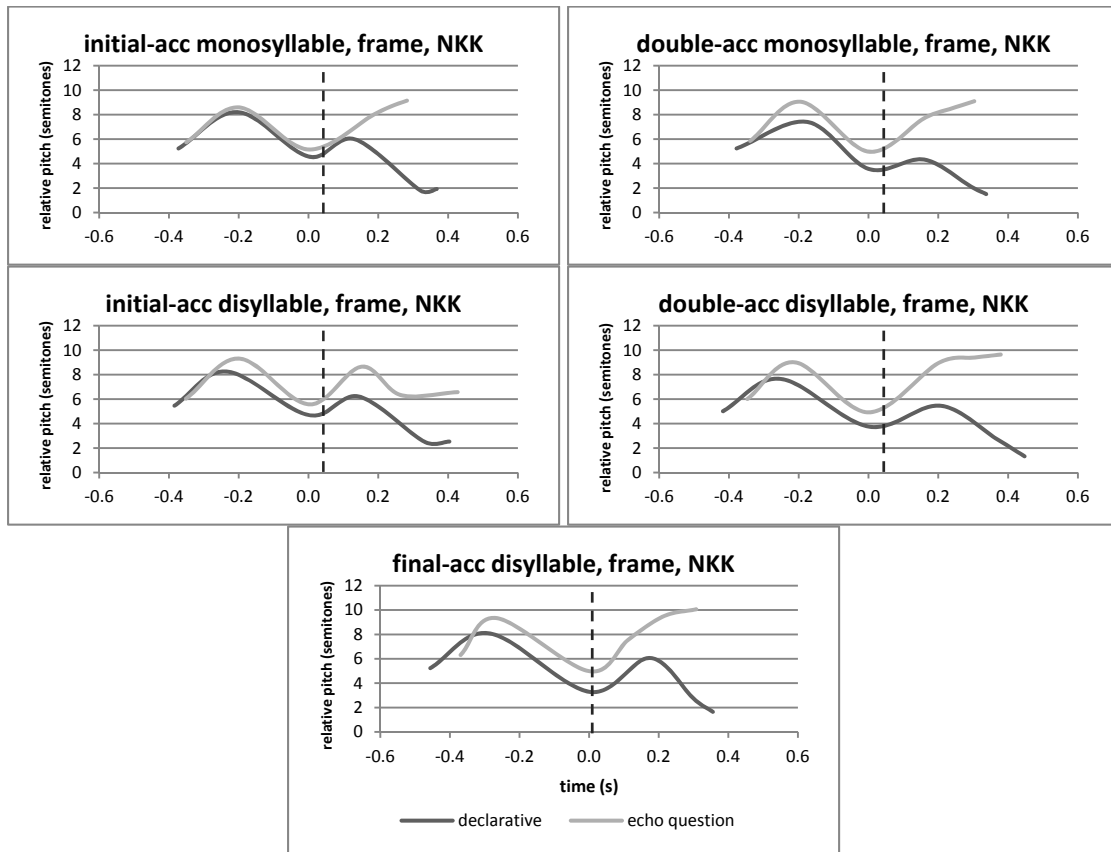 initial-acc monosyllable, frame, NKK
relative pitch (semitones)
12
10
8
6
4
2
0
-0.6 -0.4 -0.2 0.0 0.2 0.4 0.6
double-acc monosyllable, frame, NKK
relative pitch (semitones)
12
10
8
6
4
2
0
-0.6 -0.4 -0.2 0.0 0.2 0.4 0.6
initial-acc disyllable, frame, NKK
relative pitch (semitones)
12
10
8
6
4
2
0
-0.6 -0.4 -0.2 0.0 0.2 0.4 0.6
double-acc disyllable, frame, NKK
relative pitch (semitones)
12
10
8
6
4
2
0
-0.6 -0.4 -0.2 0.0 0.2 0.4 0.6
final-acc disyllable, frame, NKK
relative pitch (semitones)
12
10
8
6
4
2
0
-0.6 -0.4 -0.2 0.0 0.2 0.4 0.6
time (s)
declarative echo question